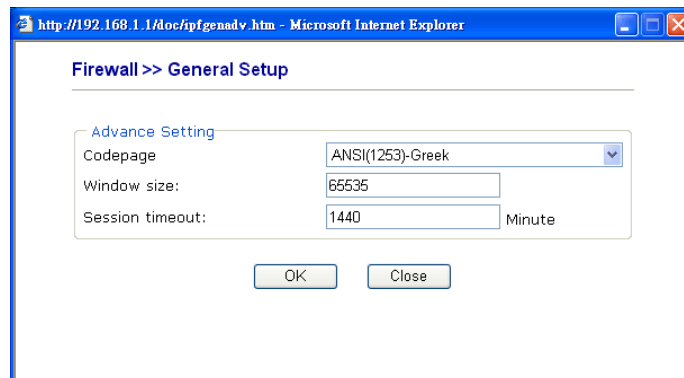 http://192.168.1.1/doc/ipfgenadv.htm - Microsoft Internet Explorer
Firewall >> General Setup
Advance Setting
Codepage ANSI(1253)-Greek
Window size: 65535
Session timeout: 1440 Minute
OK Close